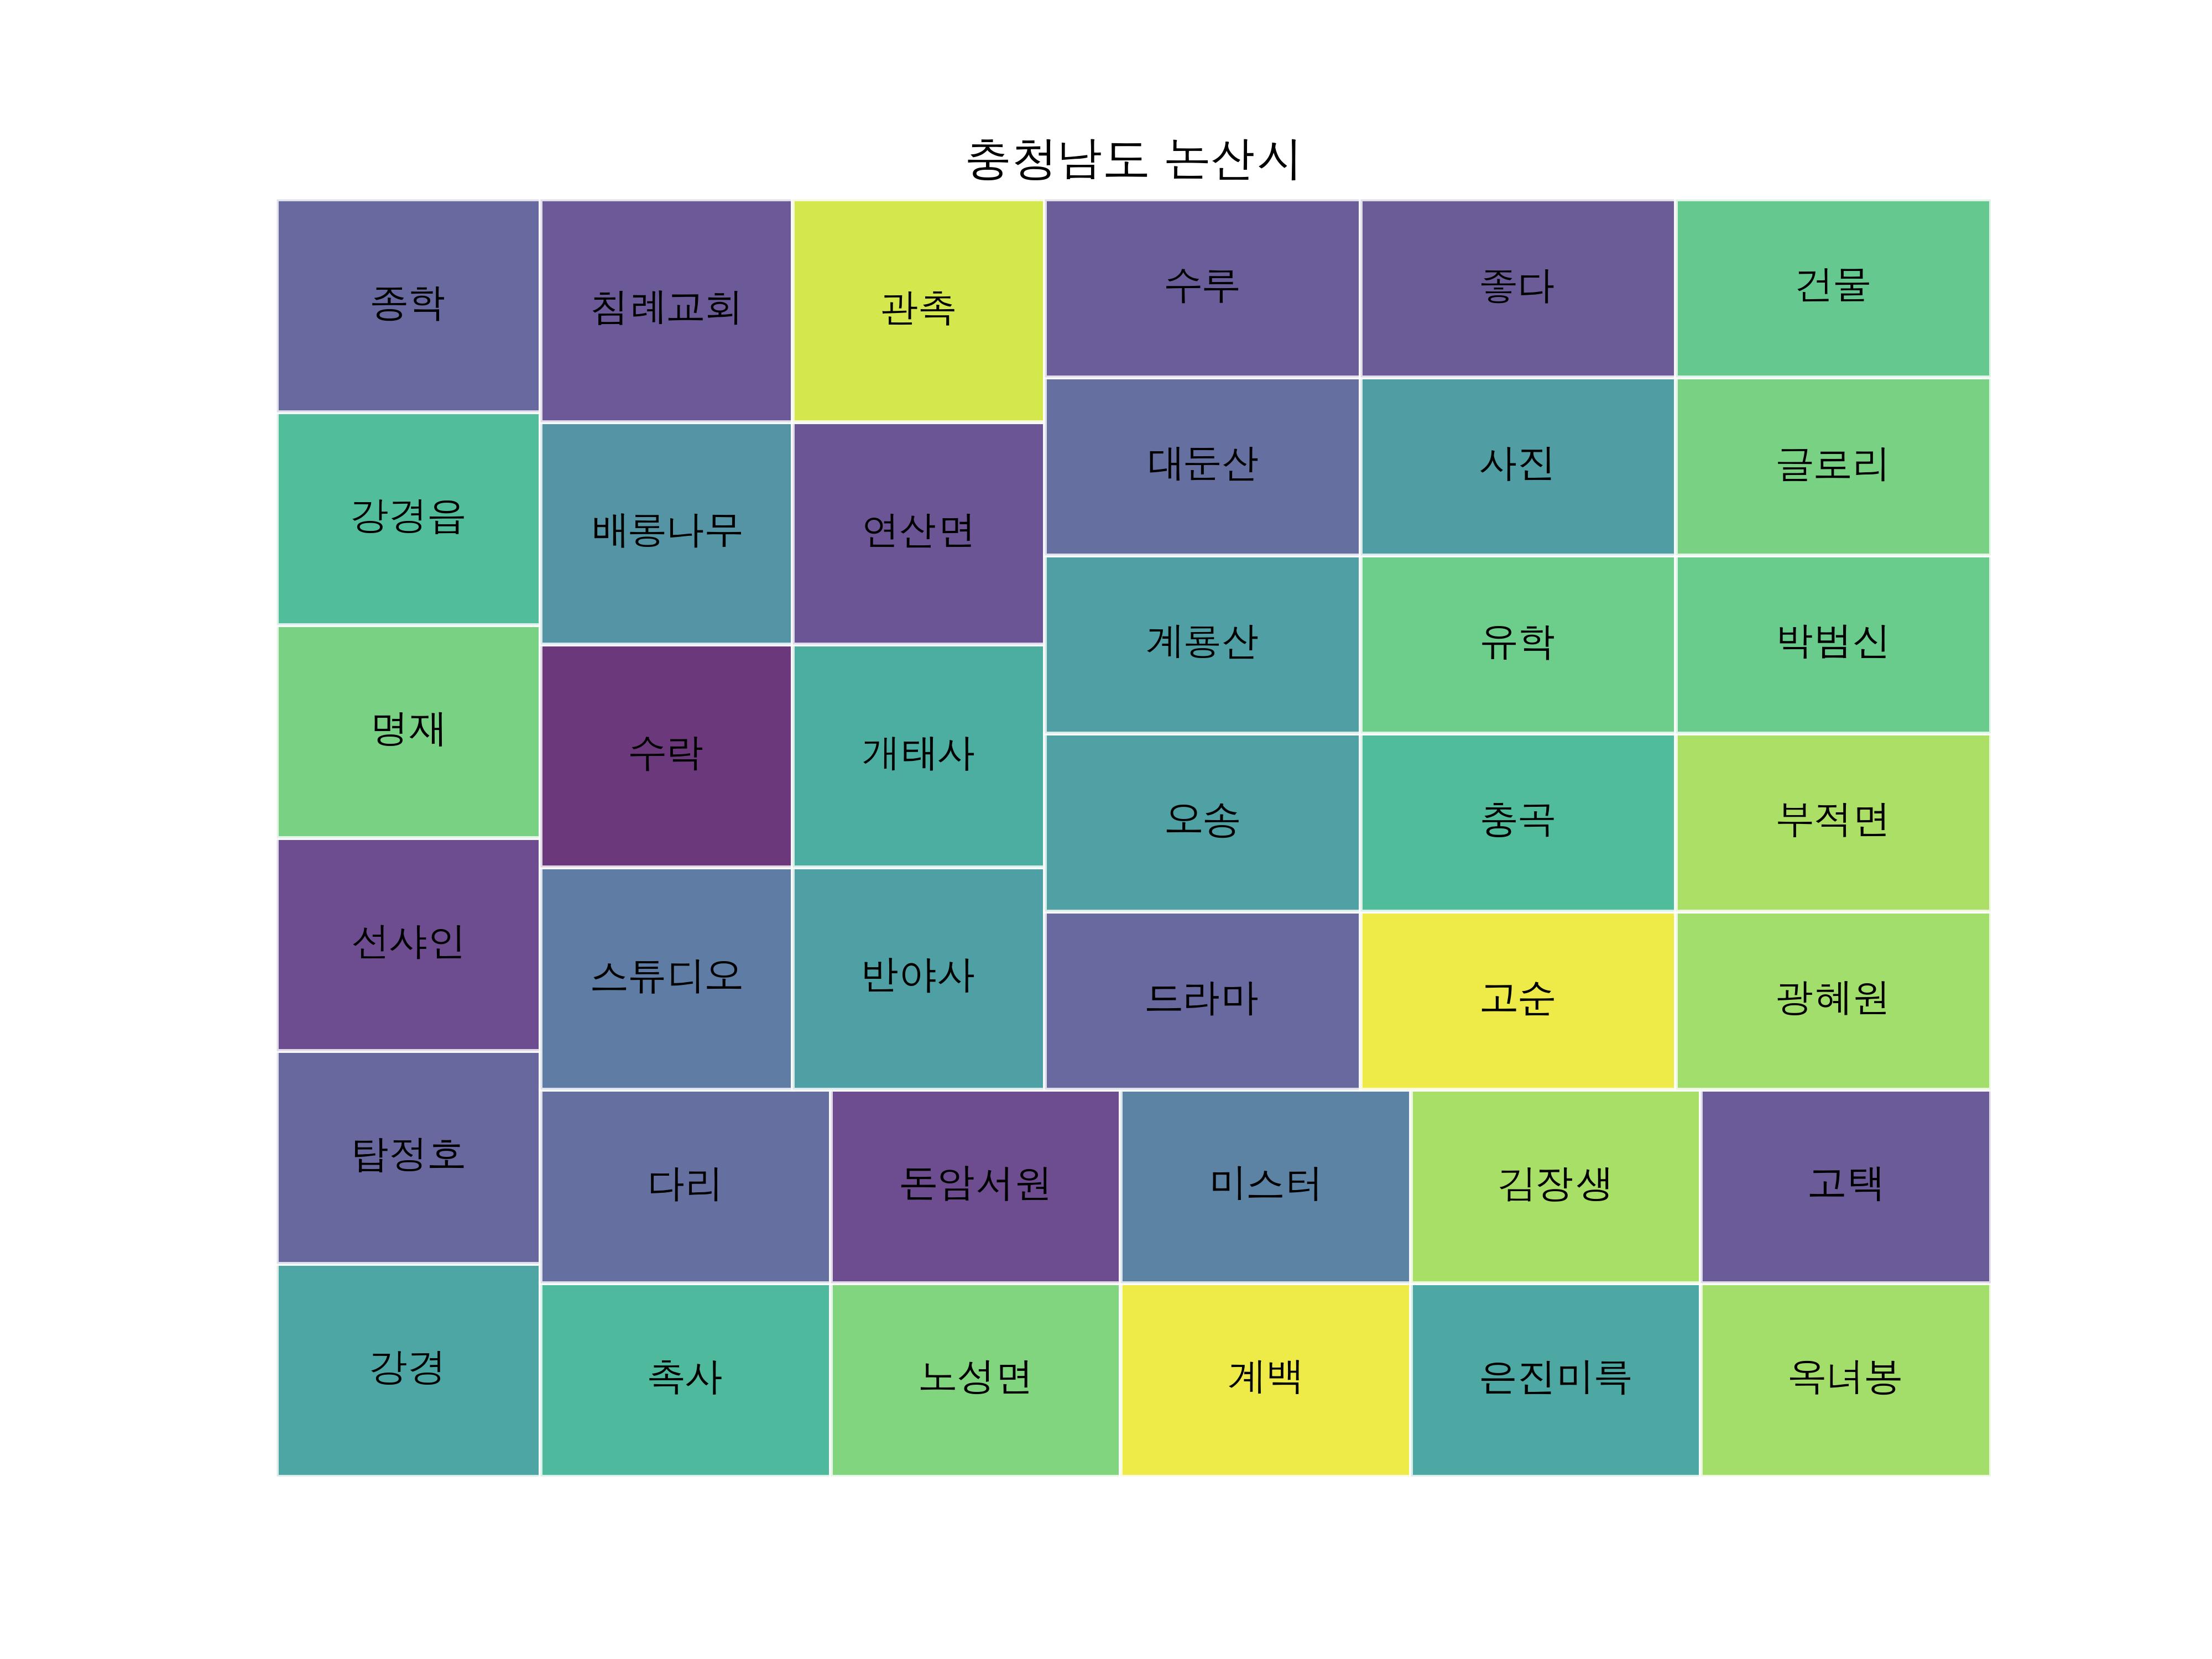 충청남도 논산시
종학
침례교회
관촉
수루
좋다
건물
강경읍
배롱나무
연산면
대둔산
사진
글로리
명재
수락
개태사
계룡산
유학
박범신
선샤인
스튜디오
반야사
오송
충곡
부적면
드라마
고순
광혜원
탑정호
다리
돈암서원
미스터
김장생
고택
강경
촉사
노성면
계백
은진미륵
옥녀봉